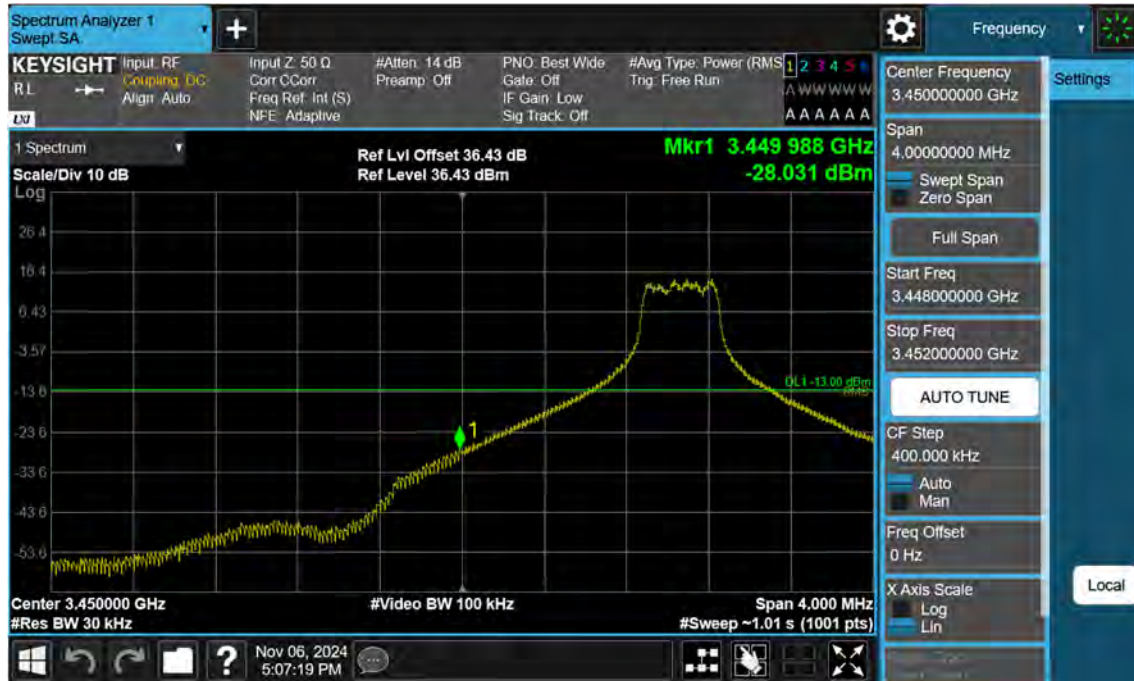 Spectrum Analyzer 1
Swept SA
Frequency
KEYSIGHT
RL
LXI
Input: RF
Coupling: DC
Align: Auto
Input Z: 50 Ω
Corr CCorr
Freq Ref: Int (S)
NFE: Adaptive
#Atten: 14 dB
Preamp: Off
PNO: Best Wide
Gate: Off
IF Gain: Low
Sig Track: Off
#Avg Type: Power (RMS
Trig: Free Run
1 2 3 4 5 6
A W W W W W
A A A A A A
Center Frequency
3.450000000 GHz
Settings
Span
4.00000000 MHz
Swept Span
Zero Span
Full Span
Start Freq
3.448000000 GHz
Stop Freq
3.452000000 GHz
AUTO TUNE
CF Step
400.000 kHz
Auto
Man
Freq Offset
0 Hz
X Axis Scale
Log
Lin
Local
1 Spectrum
Scale/Div 10 dB
Ref Lvl Offset 36.43 dB
Ref Level 36.43 dBm
Mkr1 3.449 988 GHz
-28.031 dBm
Log
26.4
16.4
6.43
-3.57
-13.6
-23.6
-33.6
-43.6
-53.6
DL1 -13.00 dBm
RMS
1
Center 3.450000 GHz
#Res BW 30 kHz
#Video BW 100 kHz
Span 4.000 MHz
#Sweep ~1.01 s (1001 pts)
?
Nov 06, 2024
5:07:19 PM